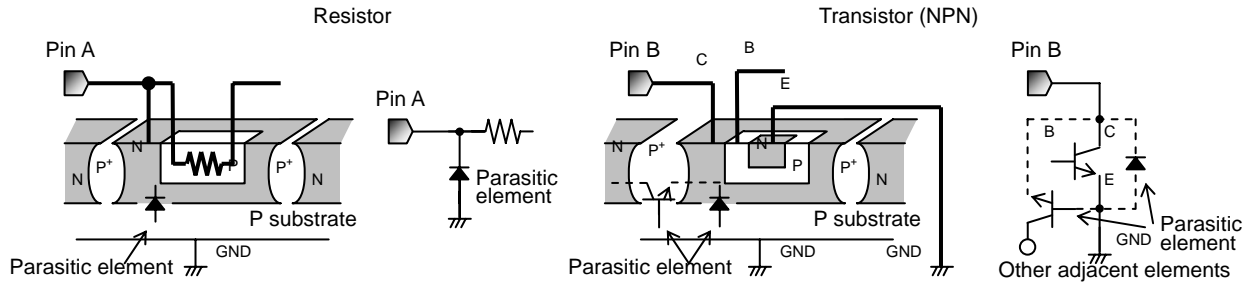 Resistor
Transistor (NPN)
Pin A
Pin A
N
P⁺
N
P
P⁺
N
Parasitic
element
P substrate
GND
Parasitic element
Pin B
C
B
E
N
P⁺
N
N
P
P⁺
N
P substrate
GND
GND
Parasitic element
Pin B
B
C
E
Parasitic
element
GND
Other adjacent elements